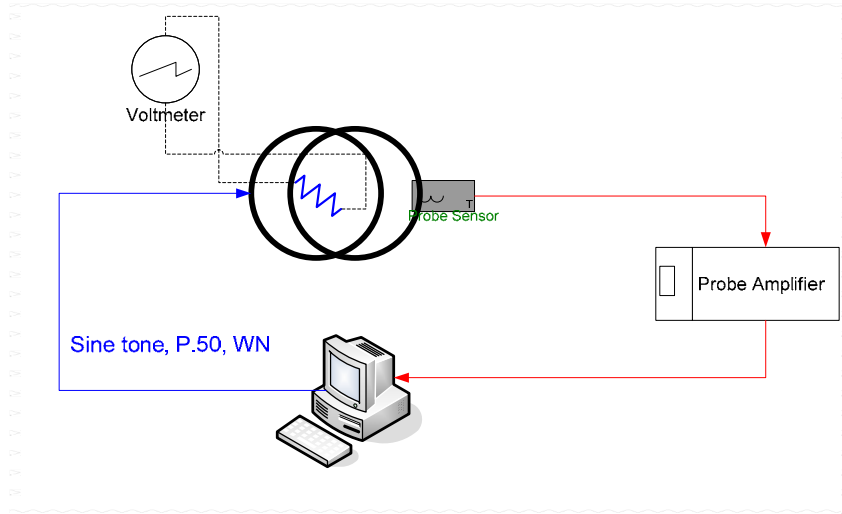 Voltmeter
T
Probe Sensor
Probe Amplifier
Sine tone, P.50, WN